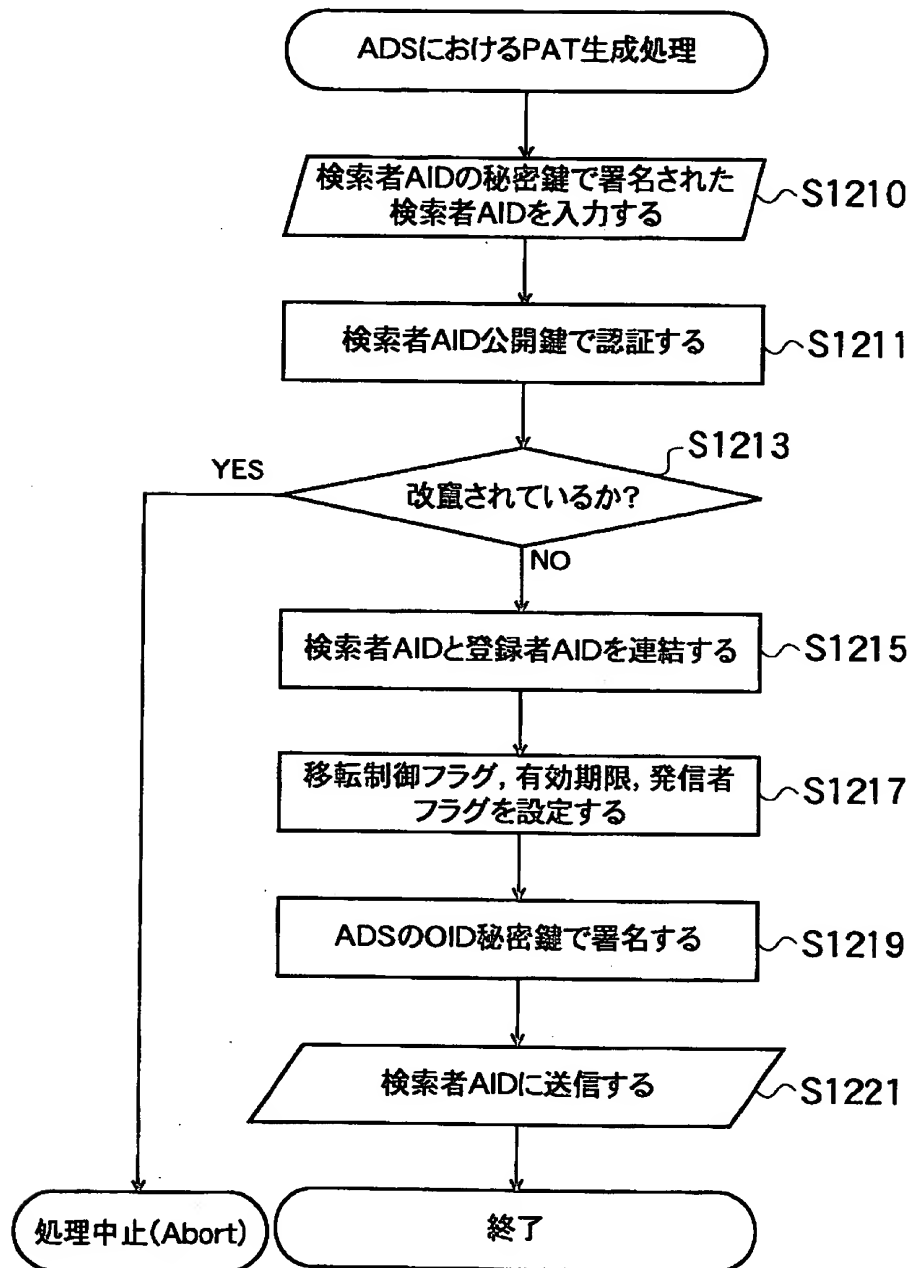 ADSにおけるPAT生成処理
検索者AIDの秘密鍵で署名された
検索者AIDを入力する
S1210
検索者AID公開鍵で認証する
S1211
S1213
YES
改竄されているか?
NO
検索者AIDと登録者AIDを連結する
S1215
移転制御フラグ,有効期限,発信者
フラグを設定する
S1217
ADSのOID秘密鍵で署名する
S1219
検索者AIDに送信する
S1221
処理中止(Abort)
終了